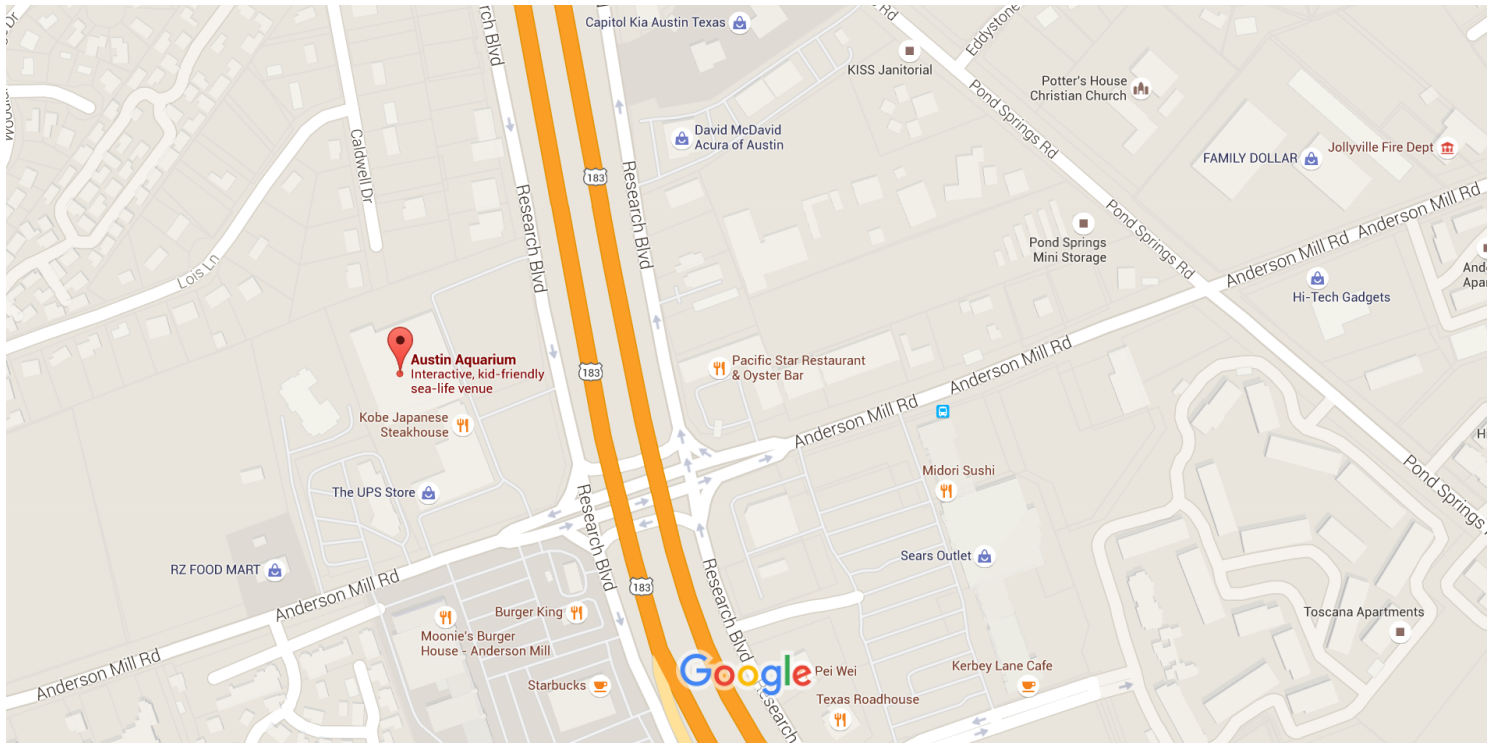 Capitol Kia Austin Texas
Research Blvd
Eddystone
KISS Janitorial
Potter's House
Christian Church
Pond Springs Rd
David McDavid
Acura of Austin
Caldwell Dr
183
FAMILY DOLLAR
Jollyville Fire Dept
Research Blvd
Research Blvd
Pond Springs Rd
Anderson Mill Rd
Anderson Mill Rd
Pond Springs
Mini Storage
Lois Ln
Hi-Tech Gadgets
Austin Aquarium
Interactive, kid-friendly
sea-life venue
183
Pacific Star Restaurant
& Oyster Bar
Anderson Mill Rd
Anderson Mill Rd
Kobe Japanese
Steakhouse
The UPS Store
Midori Sushi
Pond Springs
Research Blvd
Sears Outlet
RZ FOOD MART
183
Anderson Mill Rd
Research Blvd
Burger King
Moonie's Burger
House - Anderson Mill
Toscana Apartments
Anderson Mill Rd
Google
Pei Wei
Kerbey Lane Cafe
Starbucks
Texas Roadhouse
Research